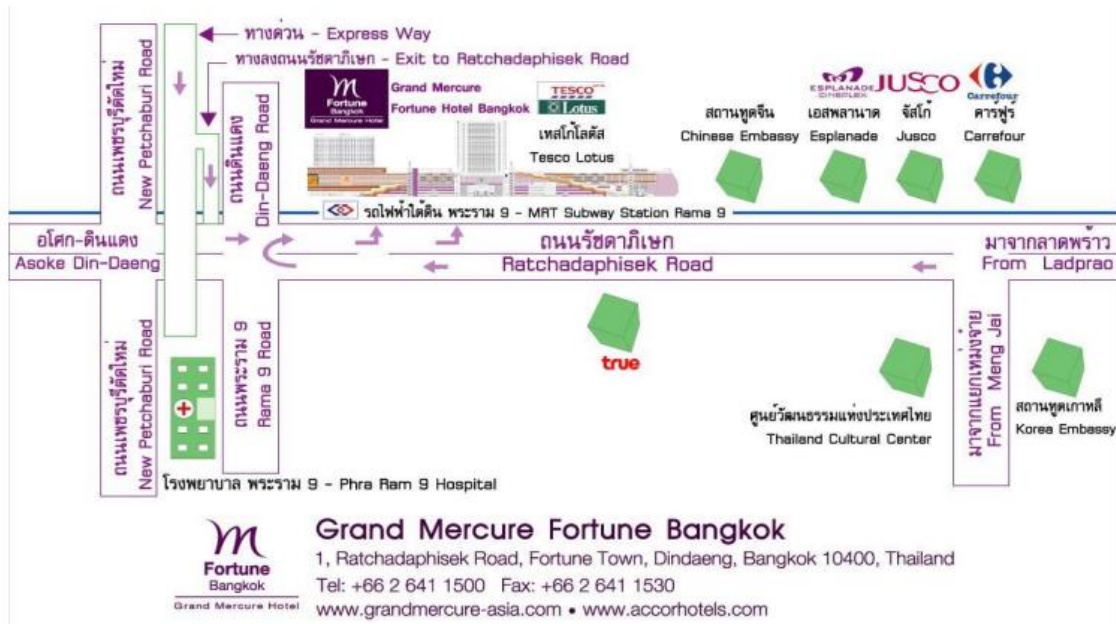 ทางด่วน - Express Way
ทางลงถนนรัชดาภิเษก - Exit to Ratchadaphisek Road
ถนนเพชรบุรีตัดใหม่
New Petchaburi Road
ถนนดินแดง
Din-Daeng Road
m
Fortune
Bangkok
Grand Mercure Hotel
Grand Mercure
Fortune Hotel Bangkok
TESCO
Lotus
เทสโก้โลตัส
Tesco Lotus
สถานทูตจีน
Chinese Embassy
ESPLANADE
CINEPLEX
เอสพลานาด
Esplanade
JUSCO
จัสโก้
Jusco
Carrefour
คาร์ฟูร์
Carrefour
รถไฟฟ้าใต้ดิน พระราม 9 - MRT Subway Station Rama 9
อโศก-ดินแดง
Asoke Din-Daeng
ถนนรัชดาภิเษก
Ratchadaphisek Road
มาจากลาดพร้าว
From Ladprao
ถนนเพชรบุรีตัดใหม่
New Petchaburi Road
ถนนพระราม 9
Rama 9 Road
true
ศูนย์วัฒนธรรมแห่งประเทศไทย
Thailand Cultural Center
มาจากแยกเหม่งจ๋าย
From Meng Jai
สถานทูตเกาหลี
Korea Embassy
โรงพยาบาล พระราม 9 - Phra Ram 9 Hospital
m
Fortune
Bangkok
Grand Mercure Hotel
Grand Mercure Fortune Bangkok
1, Ratchadaphisek Road, Fortune Town, Dindaeng, Bangkok 10400, Thailand
Tel: +66 2 641 1500 Fax: +66 2 641 1530
www.grandmercure-asia.com • www.accorhotels.com